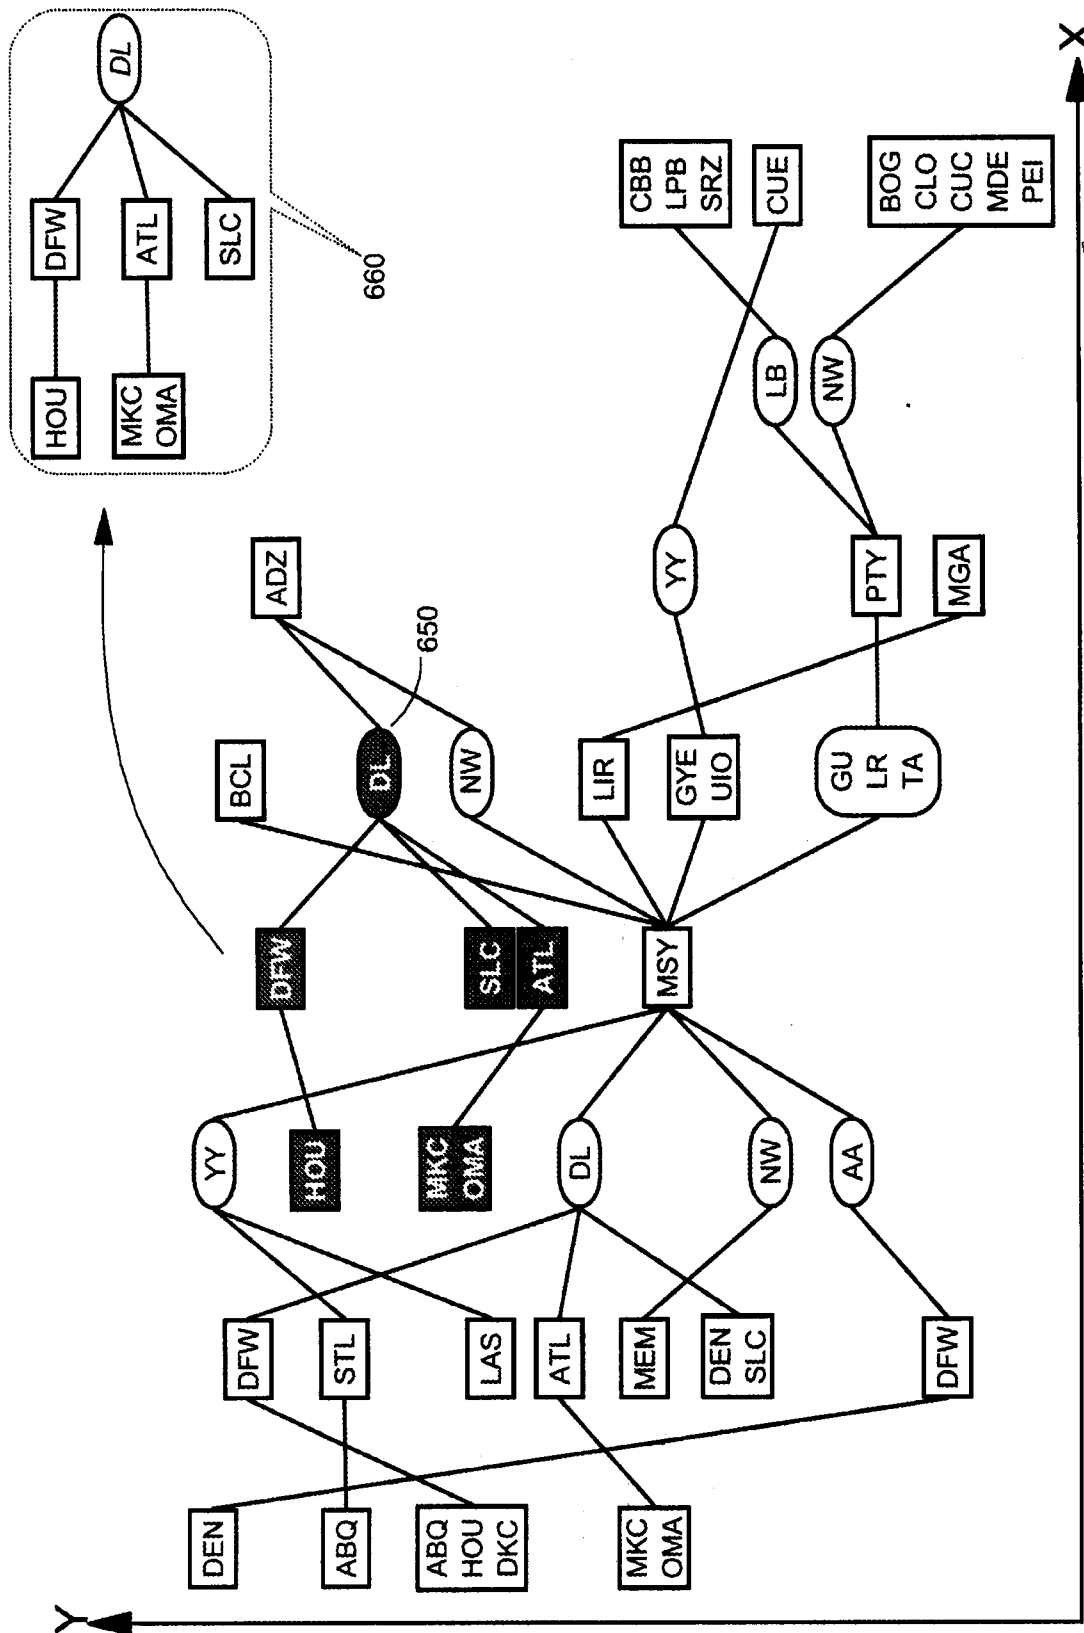 Y
DEN
ABQ
ABQ
HOU
DKC
MKC
OMA
DFW
STL
LAS
ATL
MEM
DEN
SLC
DFW
YY
HOU
MKC
OMA
DL
NW
AA
DFW
SLC
ATL
MSY
BCL
DL
650
NW
LIR
GYE
UIO
GU
LR
TA
ADZ
YY
PTY
MGA
LB
NW
CBB
LPB
SRZ
CUE
BOG
CLO
CUC
MDE
PEI
HOU
MKC
OMA
DFW
ATL
SLC
DL
660
X